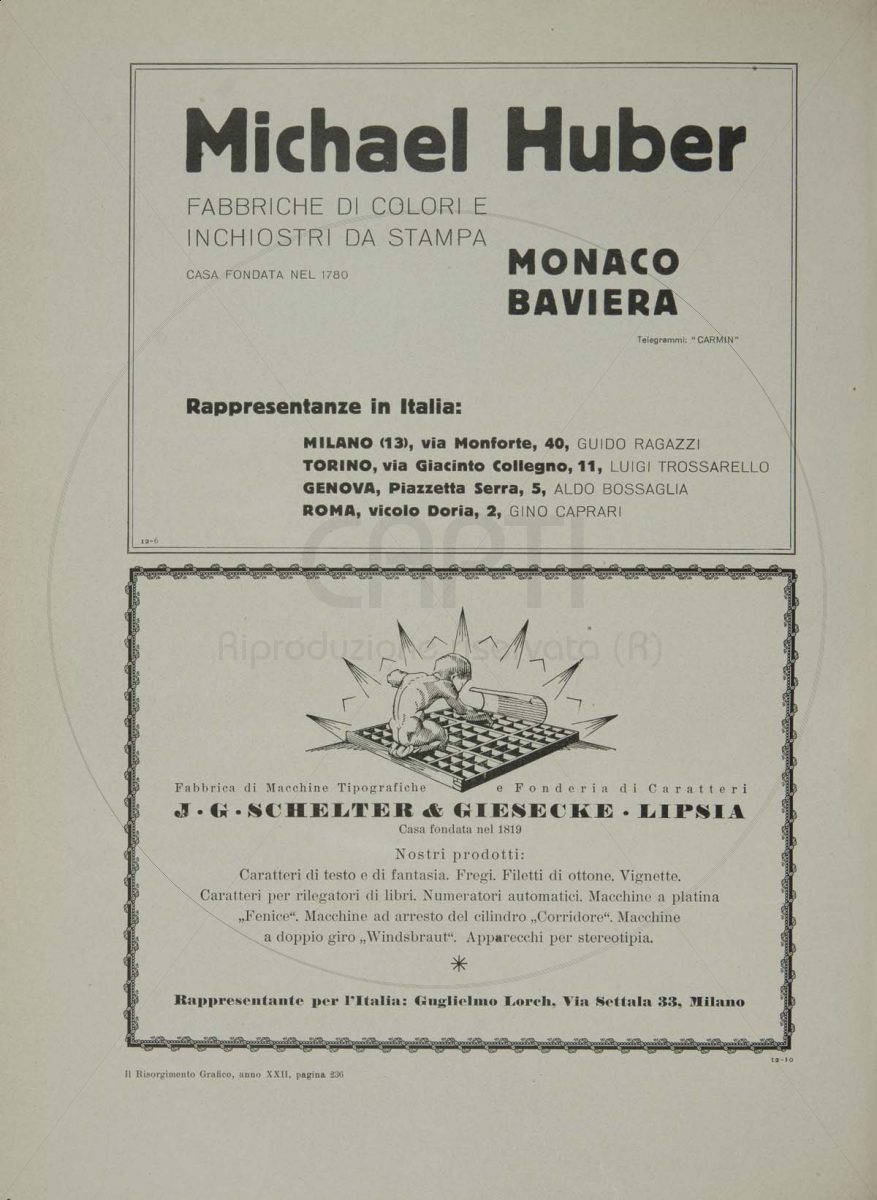 Michael Huber
FABBRICHE DI COLORI E
INCHIOSTRI DA STAMPA
CASA FONDATA NEL 1780
MONACO
BAVIERA
Telegrammi: "CARMIN"
Rappresentanze in Italia:
MILANO (13), via Monforte, 40, GUIDO RAGAZZI
TORINO, via Giacinto Collegno, 11, LUIGI TROSSARELLO
GENOVA, Piazzetta Serra, 5, ALDO BOSSAGLIA
ROMA, vicolo Doria, 2, GINO CAPRARI
12-6
CAPTI
Riproduzione riservata (R)
Fabbrica di Macchine Tipografiche e Fonderia di Caratteri
J · G · SCHELTER & GIESECKE · LIPSIA
Casa fondata nel 1819
Nostri prodotti:
Caratteri di testo e di fantasia. Fregi. Filetti di ottone. Vignette.
Caratteri per rilegatori di libri. Numeratori automatici. Macchine a platina
„Fenice“. Macchine ad arresto del cilindro „Corridore“. Macchine
a doppio giro „Windsbraut“. Apparecchi per stereotipia.
Rappresentante per l'Italia: Guglielmo Lorch, Via Settala 33, Milano
12-10
Il Risorgimento Grafico, anno XXII, pagina 236